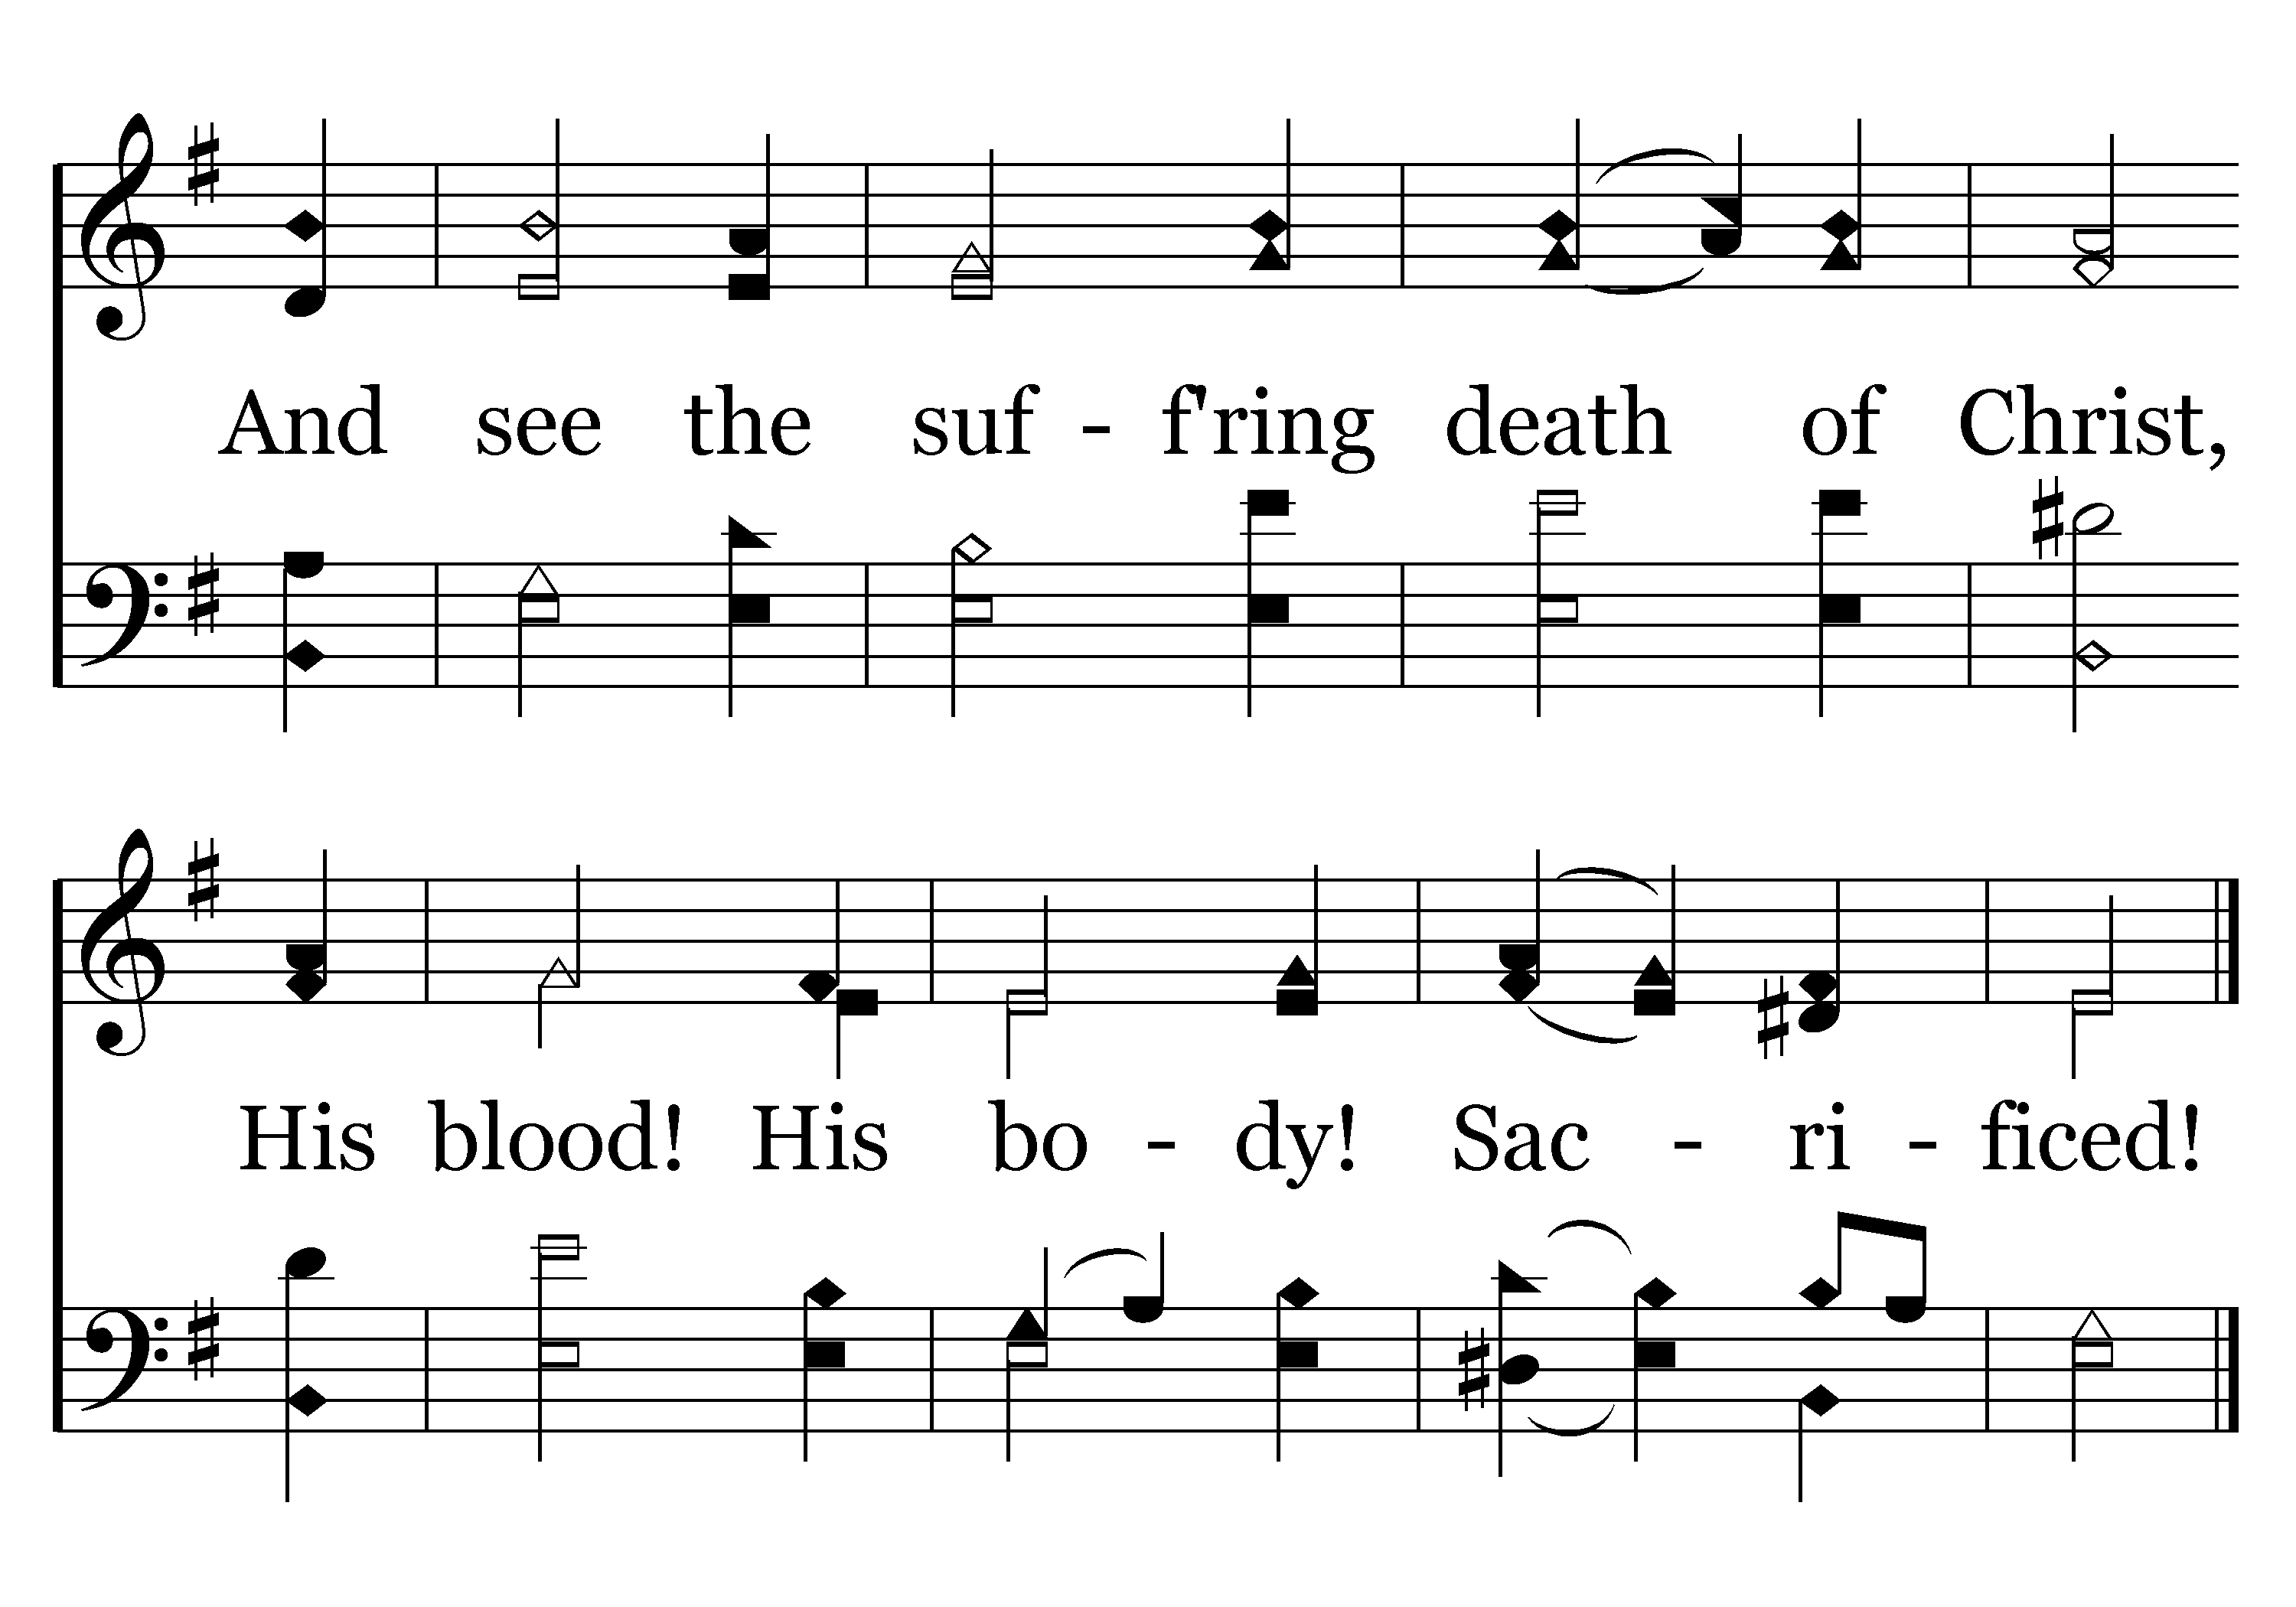 And see the suf - f'ring death of Christ,
His blood! His bo - dy! Sac - ri - ficed!